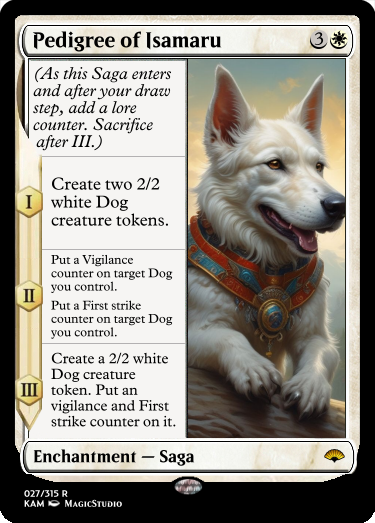 Pedigree of Isamaru 3
(As this Saga enters
and after your draw
step, add a lore
counter. Sacrifice
after III.)
I
Create two 2/2
white Dog
creature tokens.
II
Put a Vigilance
counter on target Dog
you control.
Put a First strike
counter on target Dog
you control.
III
Create a 2/2 white
Dog creature
token. Put an
vigilance and First
strike counter on it.
Enchantment — Saga
027/315 R
KAM MagicStudio